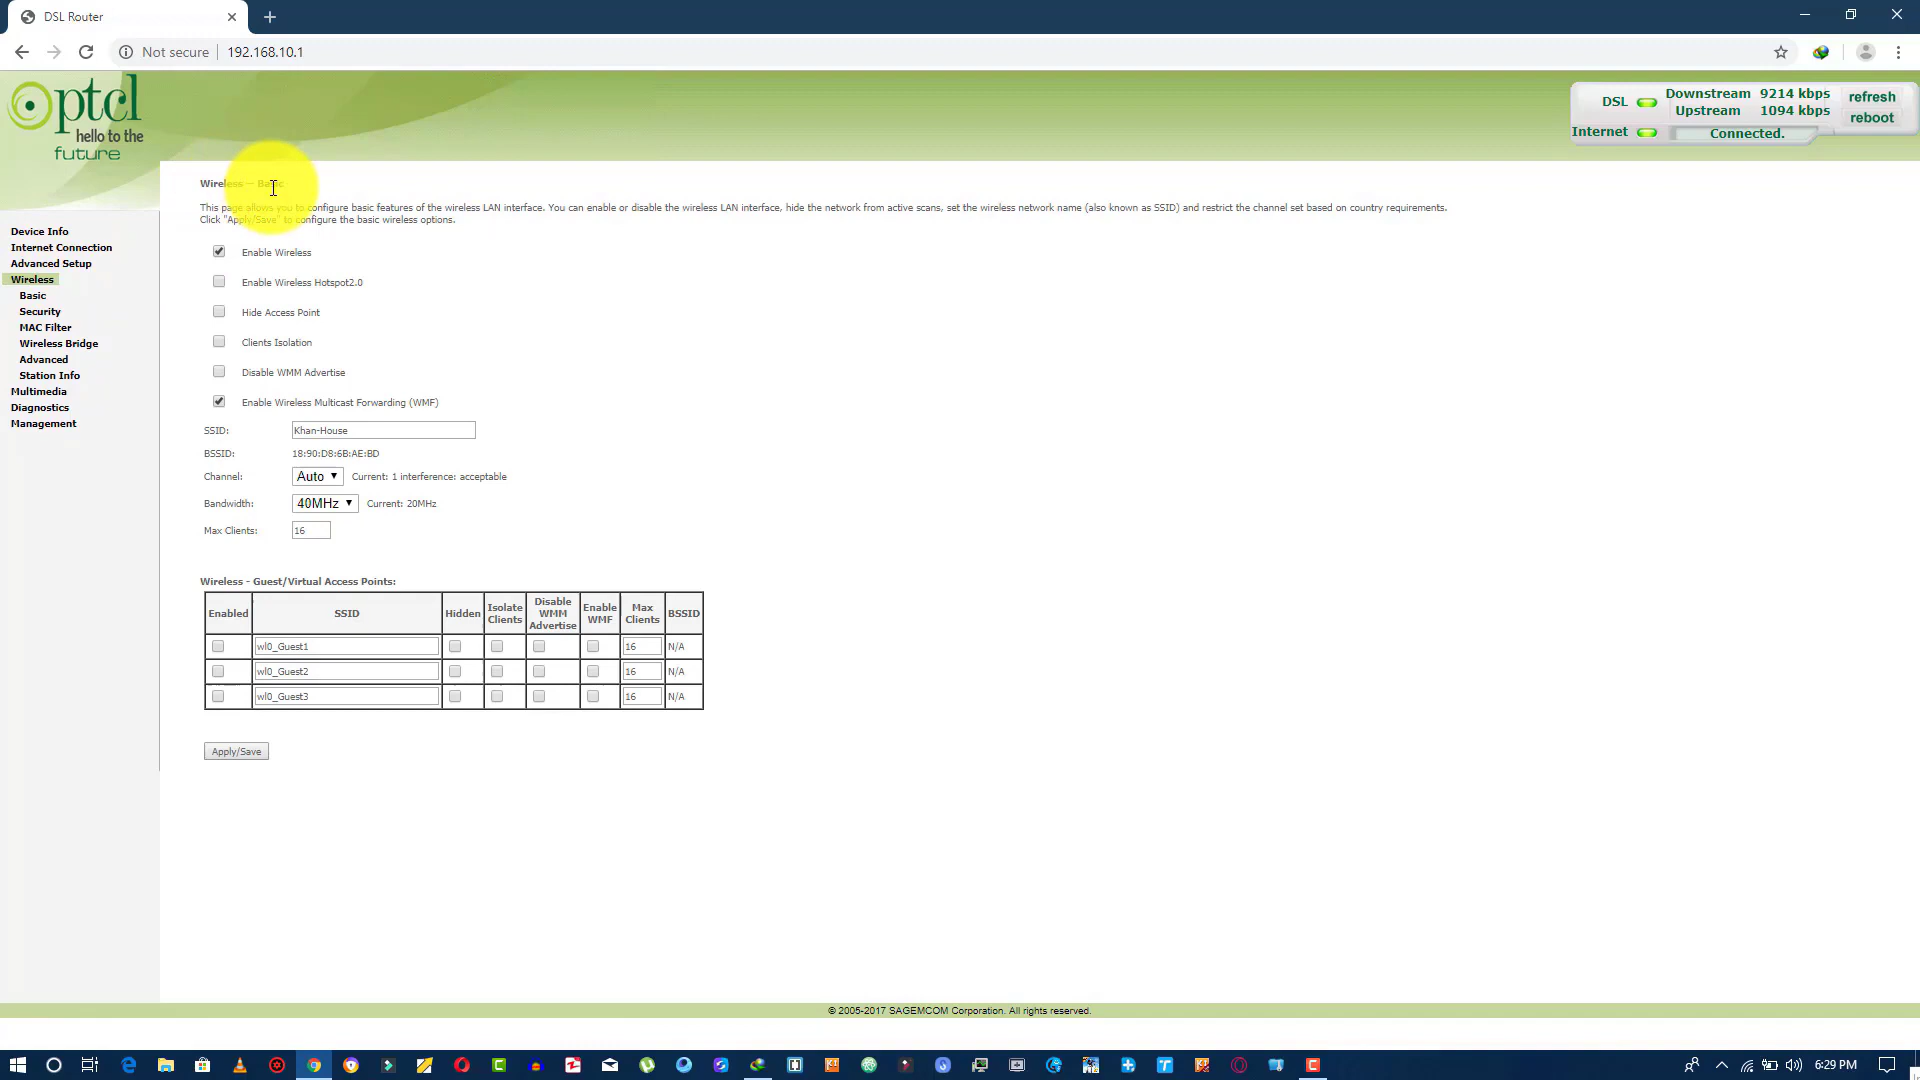 DSL Router
Not secure
192.168.10.1
ptcl
hello to the
future
DSL
Downstream 9214 kbps
Upstream 1094 kbps
refresh
reboot
Internet
Connected.
Device Info
Internet Connection
Advanced Setup
Wireless
Basic
Security
MAC Filter
Wireless Bridge
Advanced
Station Info
Multimedia
Diagnostics
Management
Wireless -- Basic
This page allows you to configure basic features of the wireless LAN interface. You can enable or disable the wireless LAN interface, hide the network from active scans, set the wireless network name (also known as SSID) and restrict the channel set based on country requirements.
Click "Apply/Save" to configure the basic wireless options.
Enable Wireless
Enable Wireless Hotspot2.0
Hide Access Point
Clients Isolation
Disable WMM Advertise
Enable Wireless Multicast Forwarding (WMF)
SSID: Khan-House
BSSID: 18:90:D8:6B:AE:BD
Channel: Auto Current: 1 interference: acceptable
Bandwidth: 40MHz Current: 20MHz
Max Clients: 16
Wireless - Guest/Virtual Access Points:
Enabled SSID Hidden Isolate Clients Disable WMM Advertise Enable WMF Max Clients BSSID
wl0_Guest1 16 N/A
wl0_Guest2 16 N/A
wl0_Guest3 16 N/A
Apply/Save
© 2005-2017 SAGEMCOM Corporation. All rights reserved.
6:29 PM